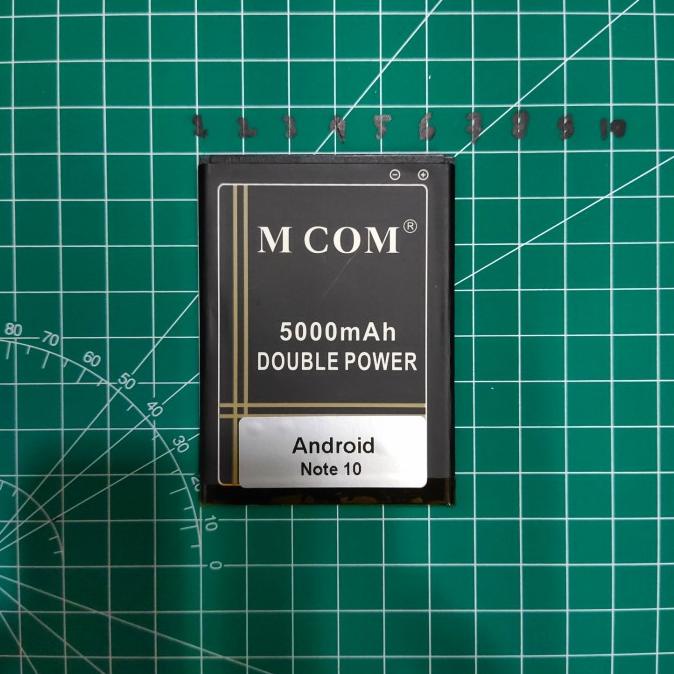 1 2 3 4 5 6 7 8 9 10
⊖ ⊕
M COM®
5000mAh
DOUBLE POWER
Android
Note 10
80 70 60 50 40 30 20 10 0